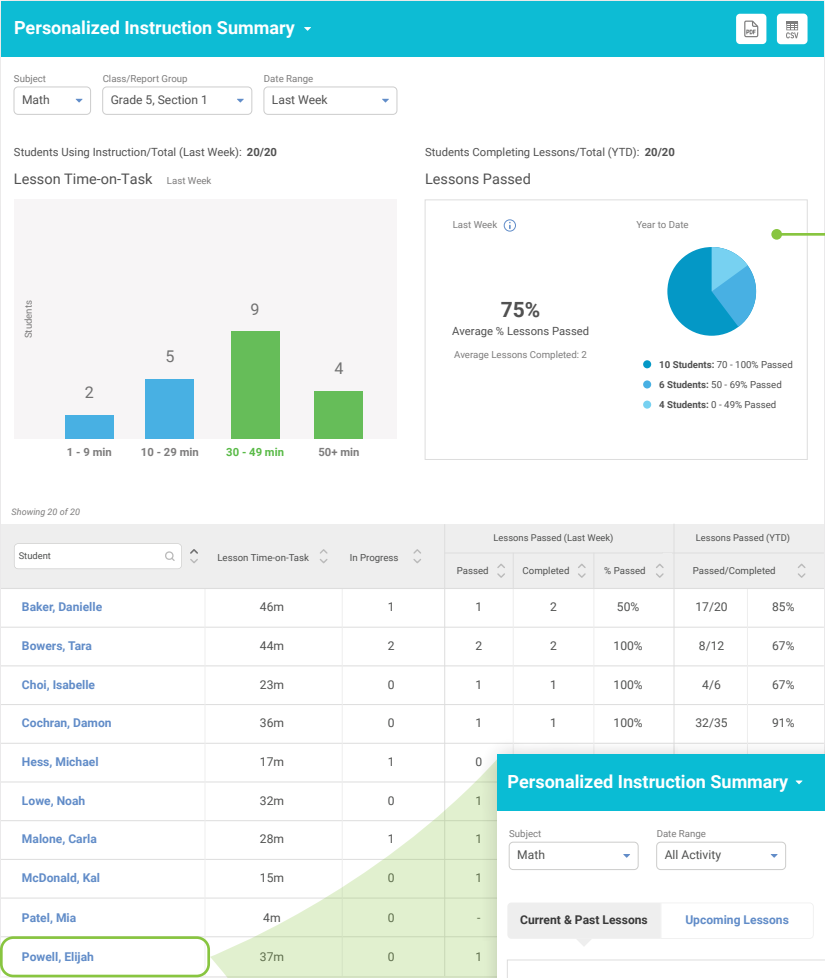 Personalized Instruction Summary
PDF
CSV
Subject
Class/Report Group
Date Range
Math
Grade 5, Section 1
Last Week
Students Using Instruction/Total (Last Week): 20/20
Students Completing Lessons/Total (YTD): 20/20
Lesson Time-on-Task Last Week
Lessons Passed
Last Week
Year to Date
Students
2
5
9
4
1 - 9 min
10 - 29 min
30 - 49 min
50+ min
75%
Average % Lessons Passed
Average Lessons Completed: 2
10 Students: 70 - 100% Passed
6 Students: 50 - 69% Passed
4 Students: 0 - 49% Passed
Showing 20 of 20
Student
Lesson Time-on-Task
In Progress
Lessons Passed (Last Week)
Lessons Passed (YTD)
Passed
Completed
% Passed
Passed/Completed
Baker, Danielle 46m 1 1 2 50% 17/20 85%
Bowers, Tara 44m 2 2 2 100% 8/12 67%
Choi, Isabelle 23m 0 1 1 100% 4/6 67%
Cochran, Damon 36m 0 1 1 100% 32/35 91%
Hess, Michael 17m 1 0
Lowe, Noah 32m 0 1
Malone, Carla 28m 1 1
McDonald, Kal 15m 0 1
Patel, Mia 4m 0 -
Powell, Elijah 37m 0 1
Personalized Instruction Summary
Subject
Date Range
Math
All Activity
Current & Past Lessons
Upcoming Lessons